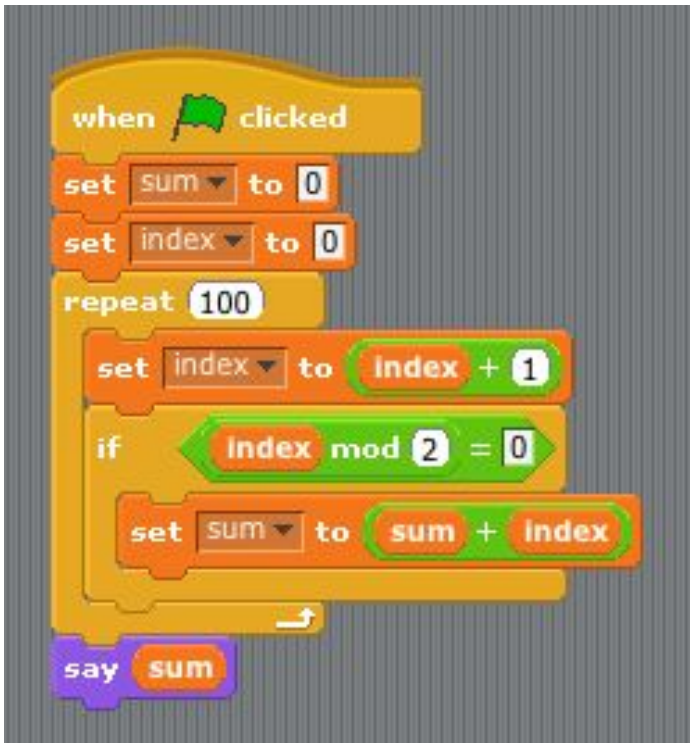 when clicked
set sum to 0
set index to 0
repeat 100
set index to index + 1
if index mod 2 = 0
set sum to sum + index
say sum